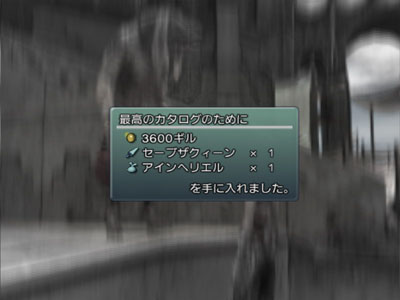 最高のカタログのために
3600ギル
セーブザクィーン × 1
アインヘリエル × 1
を手に入れました。